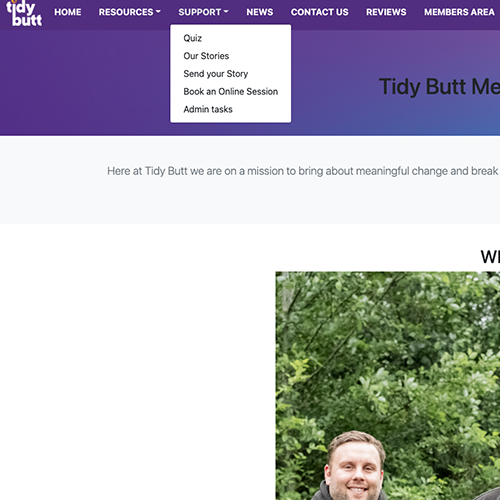 tidy
butt
HOME RESOURCES SUPPORT NEWS CONTACT US REVIEWS MEMBERS AREA
Quiz
Our Stories
Send your Story
Book an Online Session
Admin tasks
Tidy Butt Me
Here at Tidy Butt we are on a mission to bring about meaningful change and break